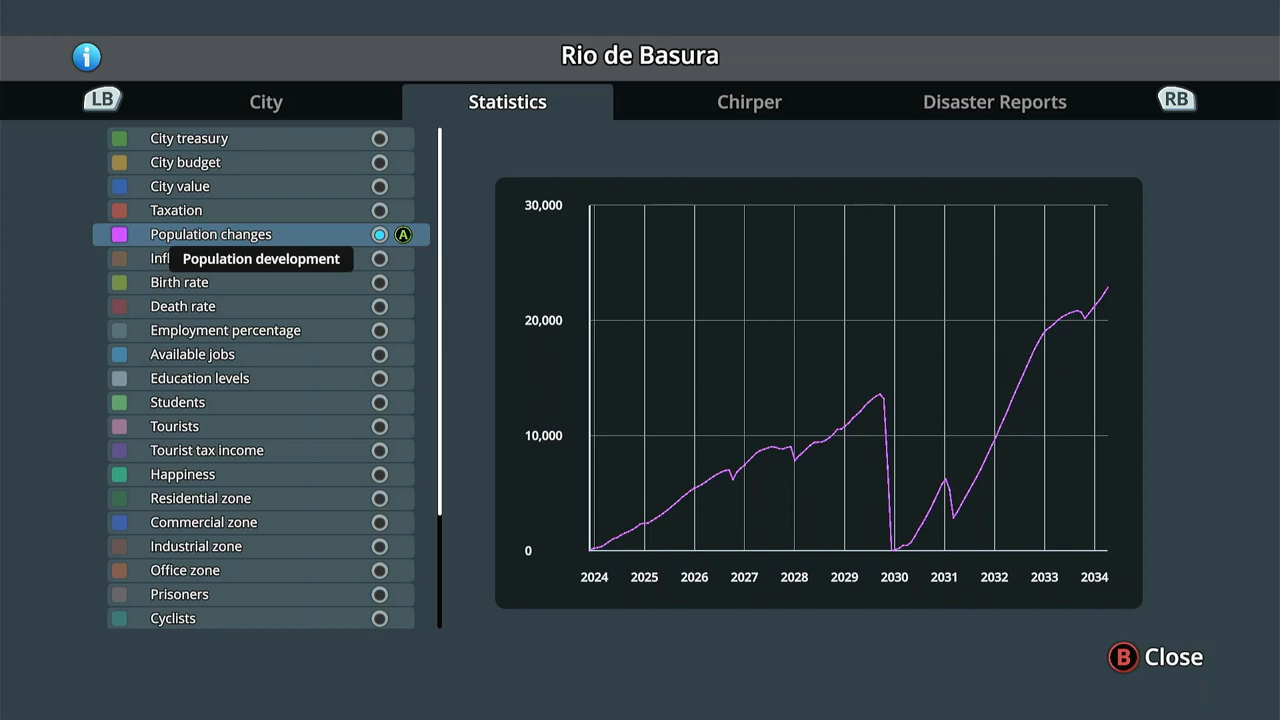 Rio de Basura
LB
City
Statistics
Chirper
Disaster Reports
RB
City treasury
City budget
City value
Taxation
Population changes
A
Infl
Population development
Birth rate
Death rate
Employment percentage
Available jobs
Education levels
Students
Tourists
Tourist tax income
Happiness
Residential zone
Commercial zone
Industrial zone
Office zone
Prisoners
Cyclists
30,000
20,000
10,000
0
2024 2025 2026 2027 2028 2029 2030 2031 2032 2033 2034
B Close